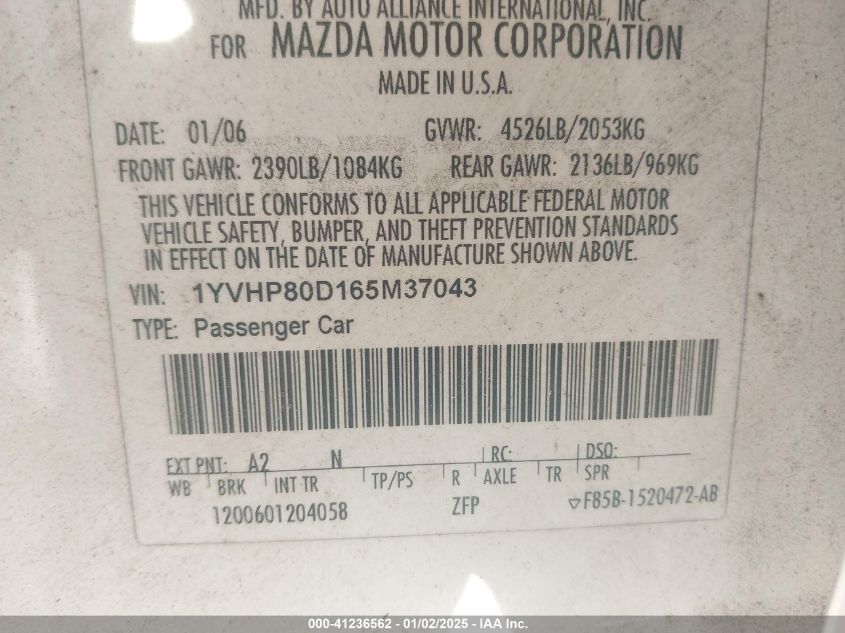 MFD. BY AUTO ALLIANCE INTERNATIONAL, INC.
FOR MAZDA MOTOR CORPORATION
MADE IN U.S.A.
DATE: 01/06 GVWR: 4526LB/2053KG
FRONT GAWR: 2390LB/1084KG REAR GAWR: 2136LB/969KG
THIS VEHICLE CONFORMS TO ALL APPLICABLE FEDERAL MOTOR
VEHICLE SAFETY, BUMPER, AND THEFT PREVENTION STANDARDS
IN EFFECT ON THE DATE OF MANUFACTURE SHOWN ABOVE.
VIN: 1YVHP80D165M37043
TYPE: Passenger Car
EXT PNT: A2 N RC: DSO:
WB BRK INT TR TP/PS R AXLE TR SPR
1200601204058 ZFP ▽F85B-1520472-AB
000-41236562 - 01/02/2025 - IAA Inc.